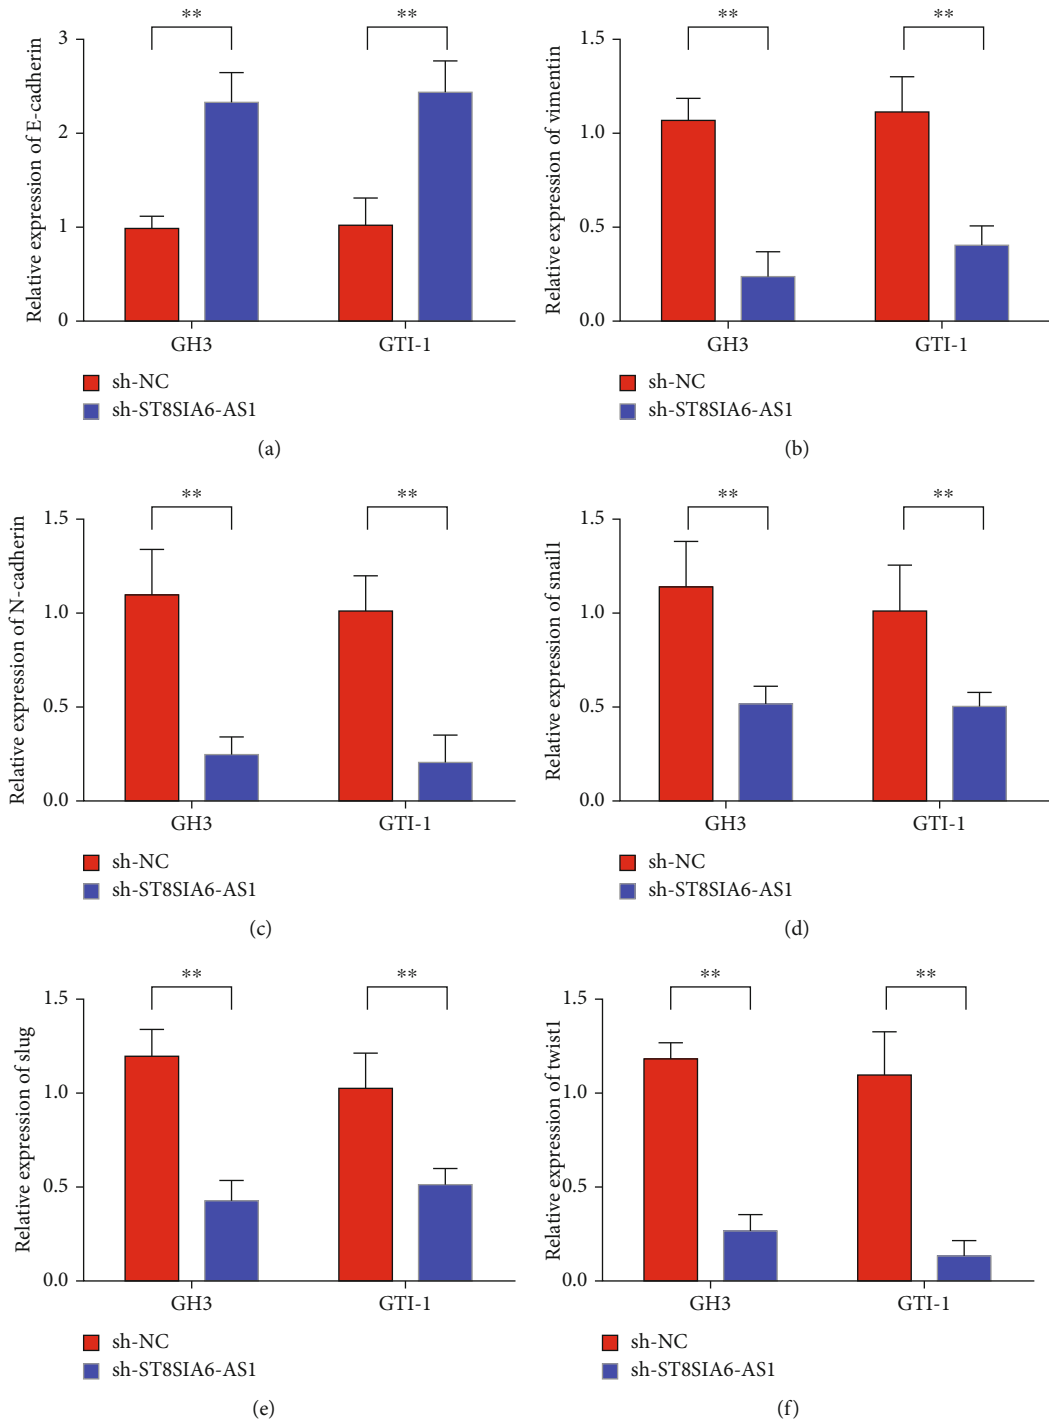 **
**
3
2
1
0
Relative expression of E-cadherin
GH3
GTI-1
sh-NC
sh-ST8SIA6-AS1
(a)
**
**
1.5
1.0
0.5
0.0
Relative expression of vimentin
GH3
GTI-1
sh-NC
sh-ST8SIA6-AS1
(b)
**
**
1.5
1.0
0.5
0.0
Relative expression of N-cadherin
GH3
GTI-1
sh-NC
sh-ST8SIA6-AS1
(c)
**
**
1.5
1.0
0.5
0.0
Relative expression of snail1
GH3
GTI-1
sh-NC
sh-ST8SIA6-AS1
(d)
**
**
1.5
1.0
0.5
0.0
Relative expression of slug
GH3
GTI-1
sh-NC
sh-ST8SIA6-AS1
(e)
**
**
1.5
1.0
0.5
0.0
Relative expression of twist1
GH3
GTI-1
sh-NC
sh-ST8SIA6-AS1
(f)